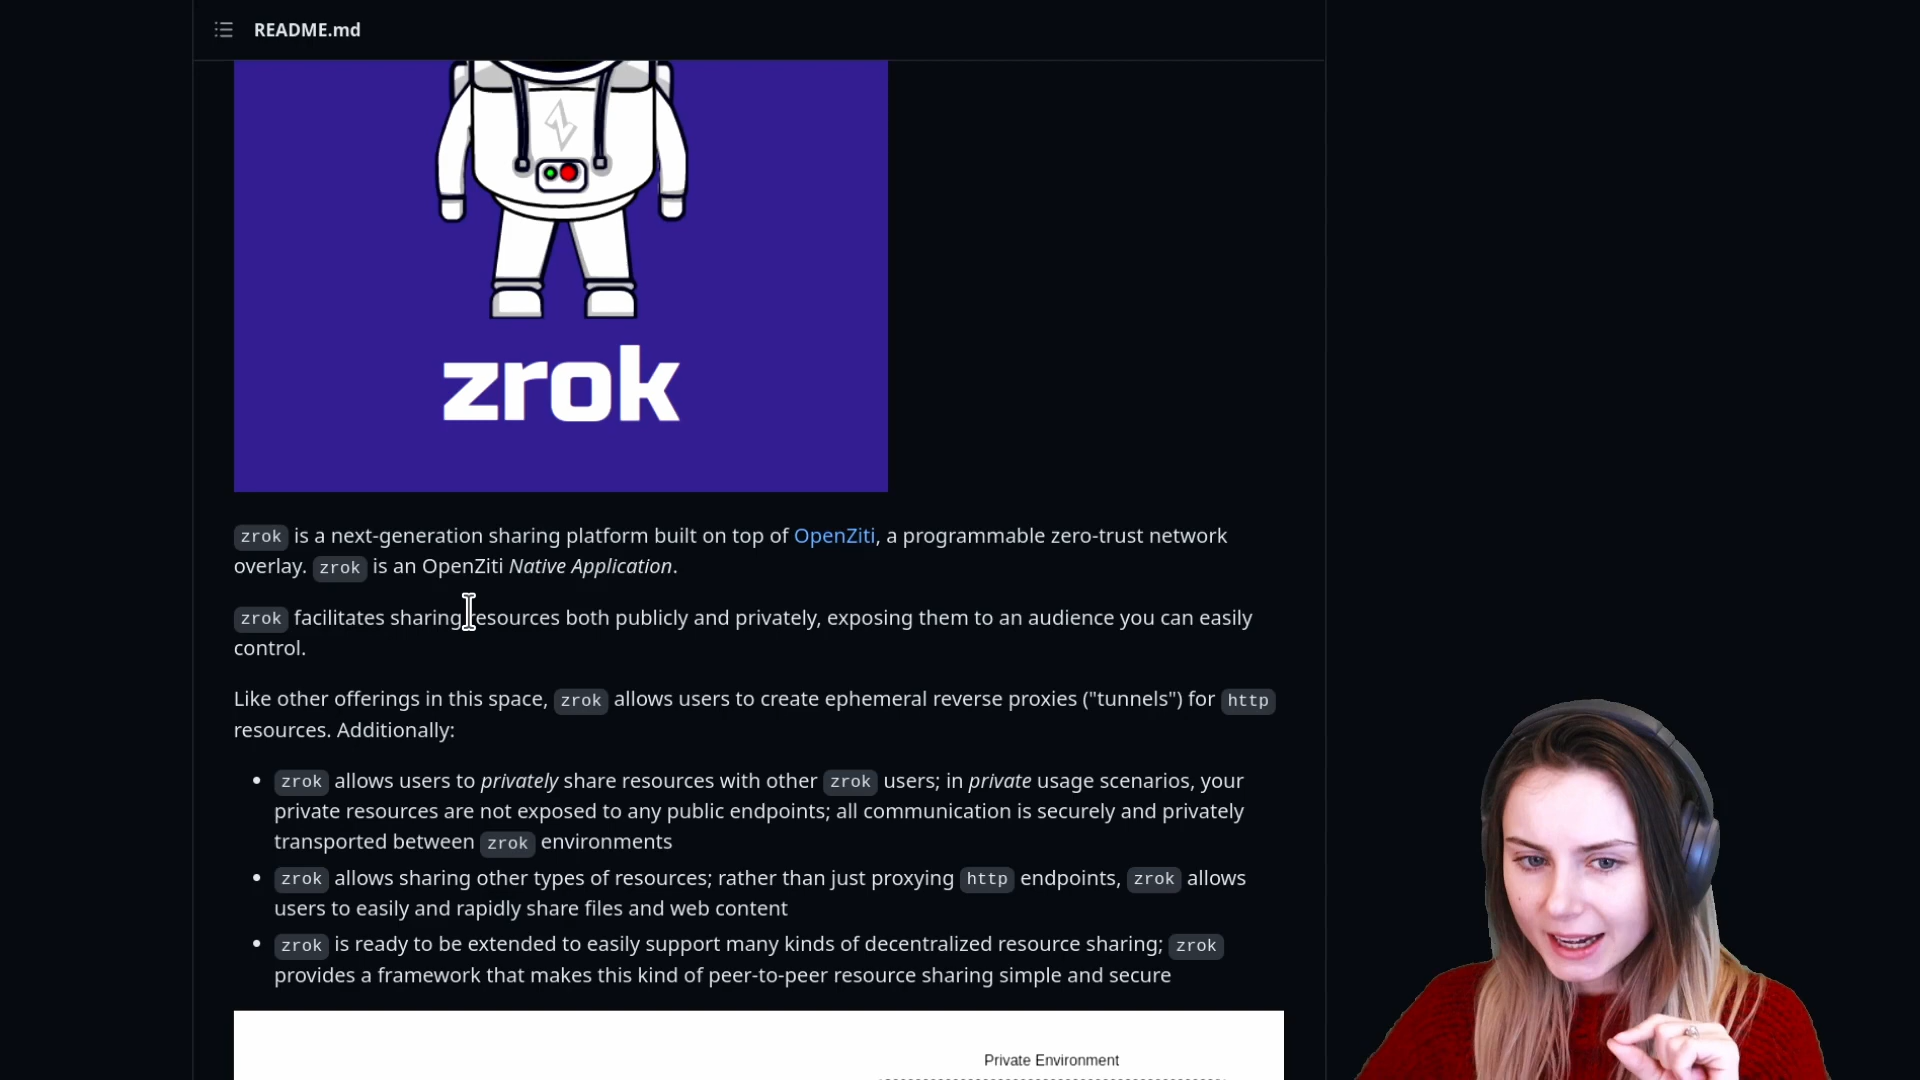 README.md
zrok
zrok is a next-generation sharing platform built on top of OpenZiti, a programmable zero-trust network
overlay. zrok is an OpenZiti Native Application.
zrok facilitates sharing resources both publicly and privately, exposing them to an audience you can easily
control.
Like other offerings in this space, zrok allows users to create ephemeral reverse proxies ("tunnels") for http
resources. Additionally:
• zrok allows users to privately share resources with other zrok users; in private usage scenarios, your
private resources are not exposed to any public endpoints; all communication is securely and privately
transported between zrok environments
• zrok allows sharing other types of resources; rather than just proxying http endpoints, zrok allows
users to easily and rapidly share files and web content
• zrok is ready to be extended to easily support many kinds of decentralized resource sharing; zrok
provides a framework that makes this kind of peer-to-peer resource sharing simple and secure
Private Environment